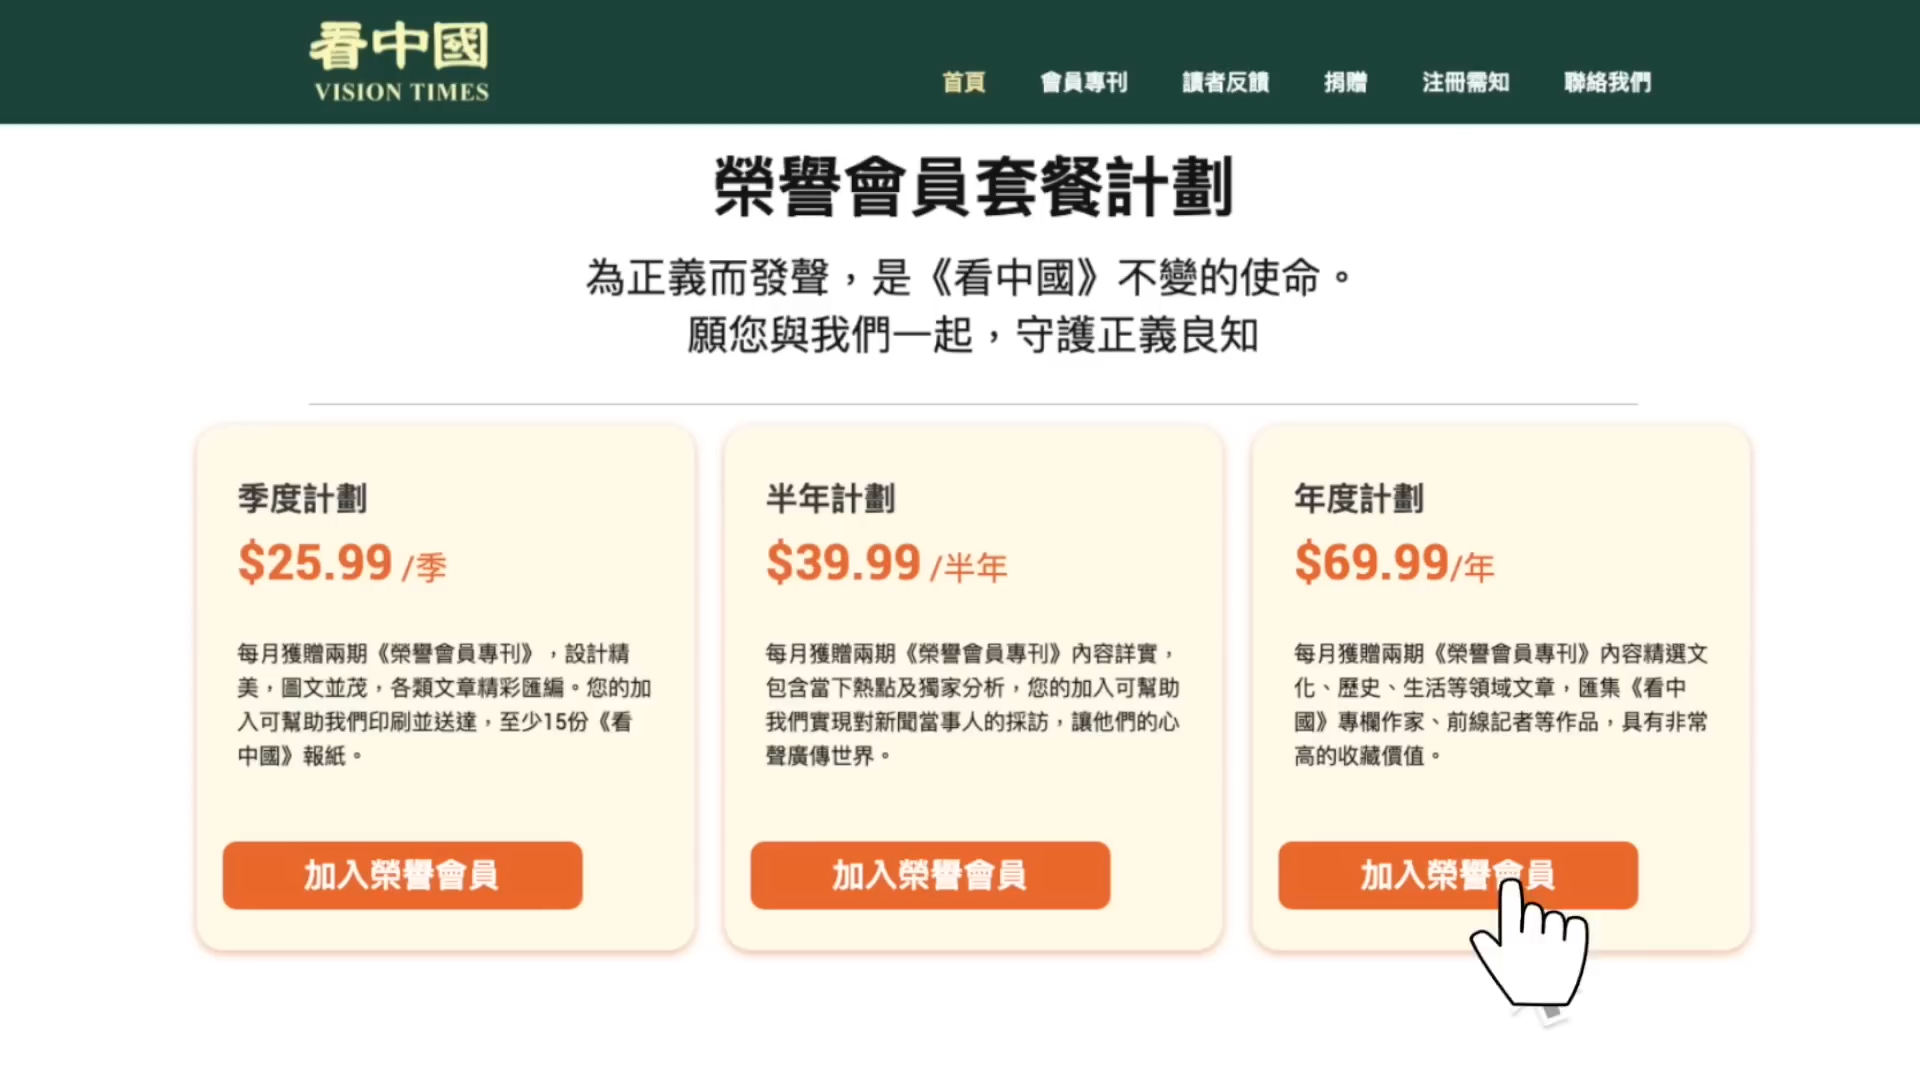 看中國
VISION TIMES
首頁 會員專刊 讀者反饋 捐贈 注冊需知 聯絡我們
榮譽會員套餐計劃
為正義而發聲，是《看中國》不變的使命。
願您與我們一起，守護正義良知
季度計劃
$25.99 /季
每月獲贈兩期《榮譽會員專刊》，設計精
美，圖文並茂，各類文章精彩匯編。您的加
入可幫助我們印刷並送達，至少15份《看
中國》報紙。
加入榮譽會員
半年計劃
$39.99 /半年
每月獲贈兩期《榮譽會員專刊》內容詳實，
包含當下熱點及獨家分析，您的加入可幫助
我們實現對新聞當事人的採訪，讓他們的心
聲廣傳世界。
加入榮譽會員
年度計劃
$69.99/年
每月獲贈兩期《榮譽會員專刊》內容精選文
化、歷史、生活等領域文章，匯集《看中
國》專欄作家、前線記者等作品，具有非常
高的收藏價值。
加入榮譽會員